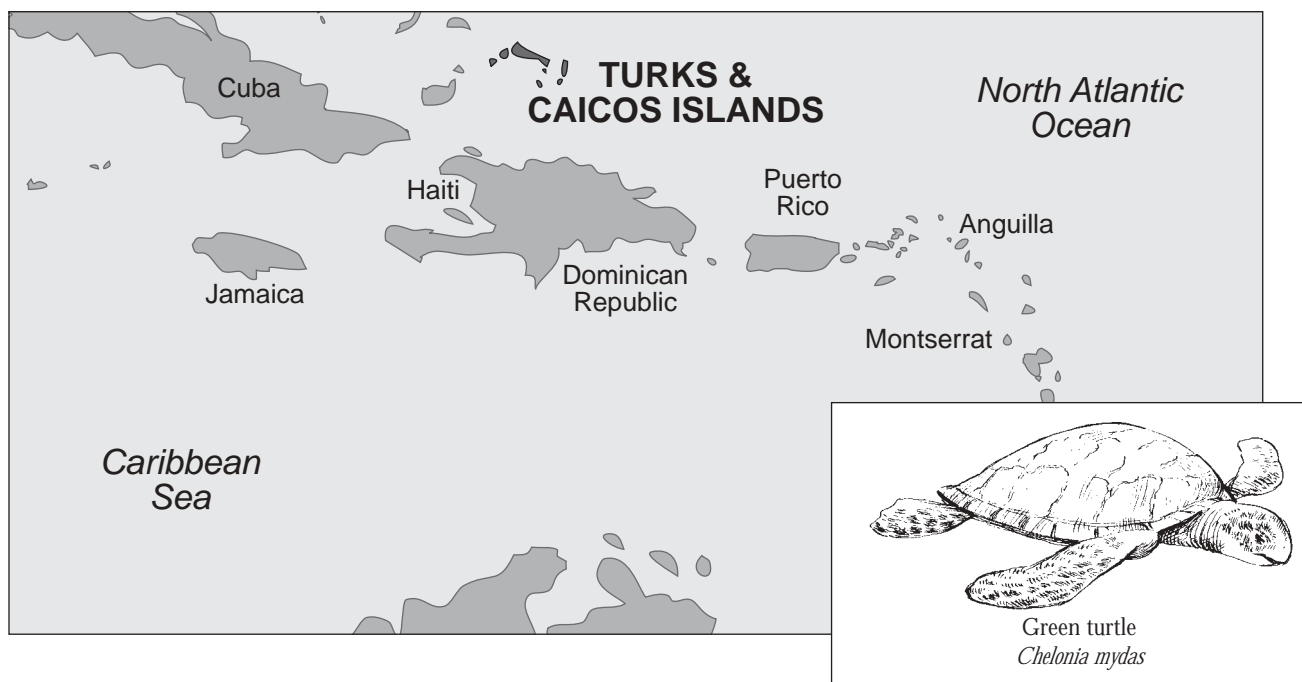 Cuba
TURKS &
CAICOS ISLANDS
North Atlantic
Ocean
Haiti
Puerto
Rico
Anguilla
Jamaica
Dominican
Republic
Montserrat
Caribbean
Sea
Green turtle
Chelonia mydas